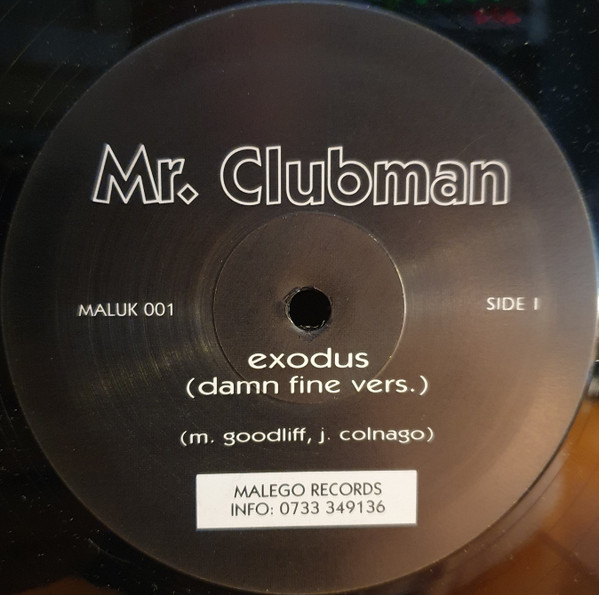 Mr. Clubman
MALUK 001
SIDE 1
exodus
(damn fine vers.)
(m. goodliff, j. colnago)
MALEGO RECORDS
INFO: 0733 349136